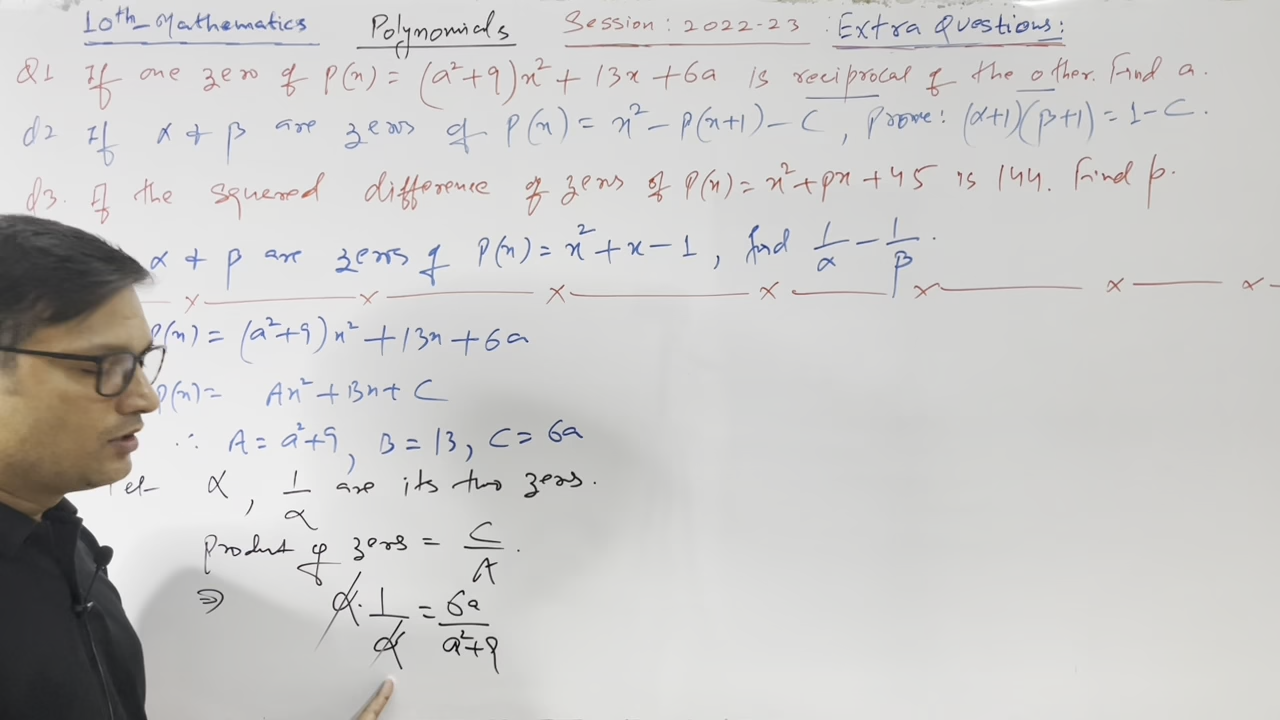 10th Mathematics Polynomials Session: 2022-23 Extra Questions:
Q1 If one zero of P(x) = (a²+9)x² + 13x + 6a is reciprocal of the other. Find a.
Q2 If α & β are zeros of P(x) = x² - P(x+1) - C, Prove: (α+1)(β+1) = 1 - C.
Q3. If the squared difference of zeros of P(x) = x² + px + 45 is 144. Find p.
α & β are zeros of P(x) = x² + x - 1, find 1/α - 1/β.
P(x) = (a²+9)x² + 13x + 6a
P(x) = Ax² + Bx + C
∴ A = a²+9, B = 13, C = 6a
α, 1/α are its two zeros.
Product of zeros = C/A.
⇒ α · 1/α = 6a/a²+9